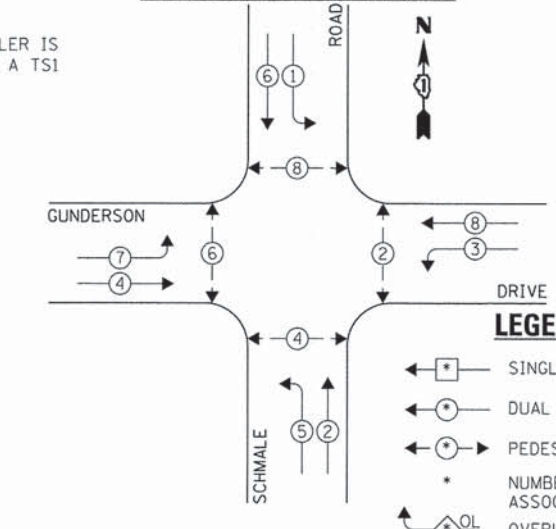 LER IS
A TS1
ROAD
N
1
6 1
8
GUNDERSON
8
7
6
2
3
4
DRIVE
4
LEGE
* SINGL
* DUAL
5 2
* PEDES
SCHMALE
* NUMBE
ASSOC
OL
*